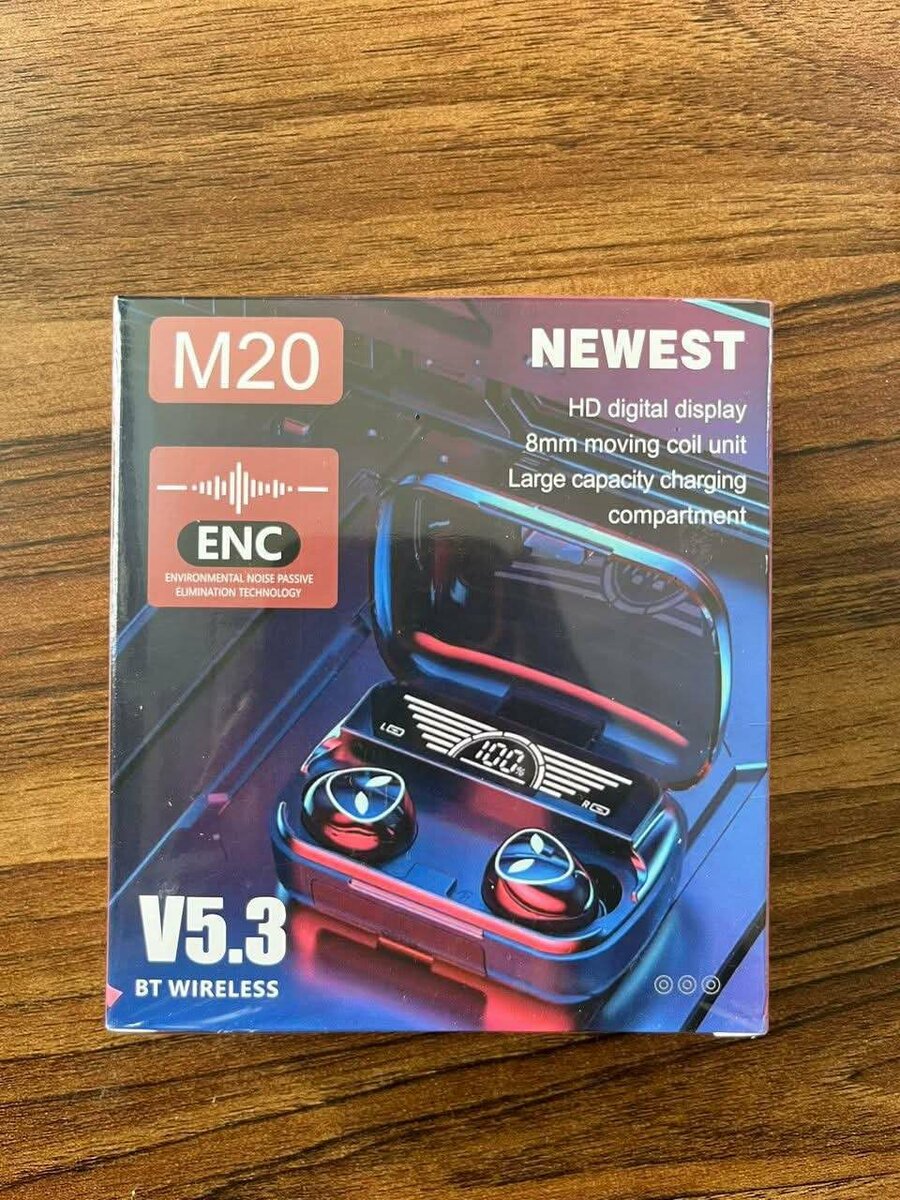 M20
NEWEST
HD digital display
8mm moving coil unit
Large capacity charging
compartment
ENC
ENVIRONMENTAL NOISE PASSIVE
ELIMINATION TECHNOLOGY
L
100%
R
V5.3
BT WIRELESS